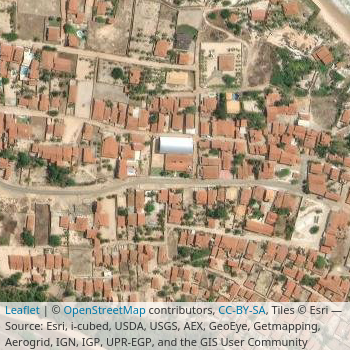 Leaflet | © OpenStreetMap contributors, CC-BY-SA, Tiles © Esri —
Source: Esri, i-cubed, USDA, USGS, AEX, GeoEye, Getmapping,
Aerogrid, IGN, IGP, UPR-EGP, and the GIS User Community